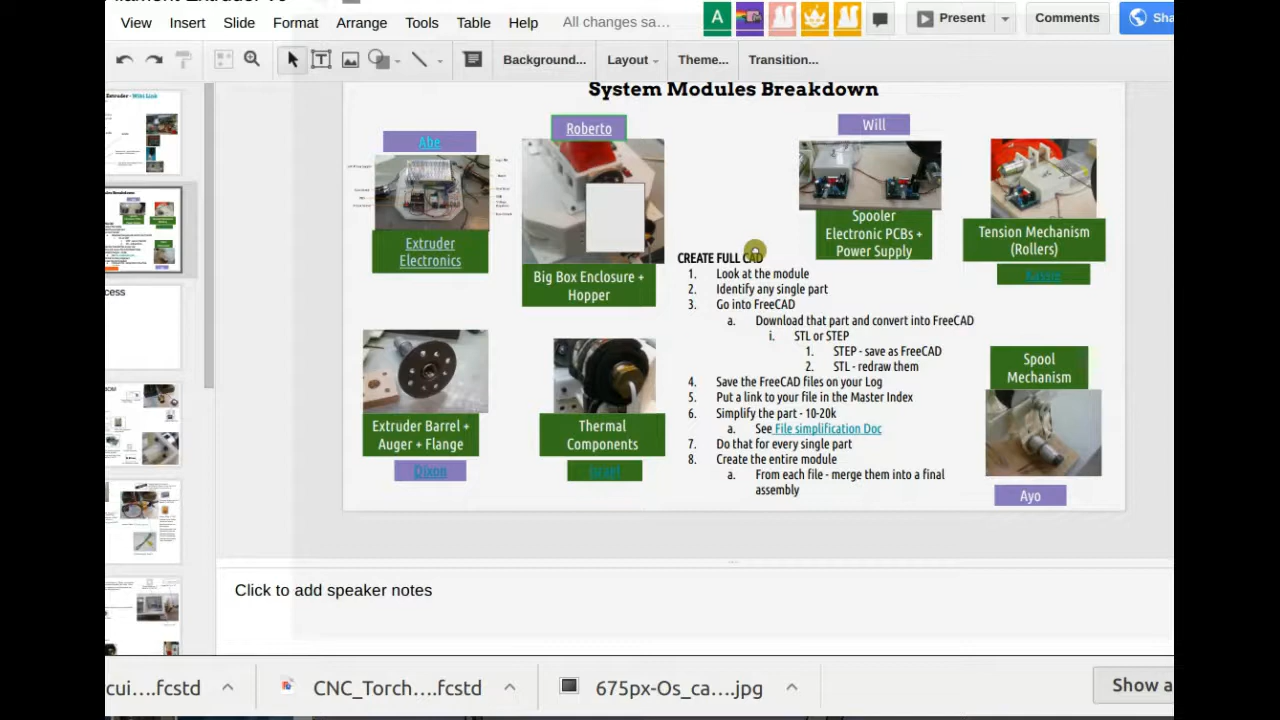 View Insert Slide Format Arrange Tools Table Help All changes sa...
A Present Comments
Background... Layout Theme... Transition...
System Modules Breakdown
Abe
Roberto
Will
Extruder
Electronics
Big Box Enclosure +
Hopper
Spooler
Electronic PCBs +
Power Supply
Tension Mechanism
(Rollers)
CREATE FULL CAD
1. Look at the module
2. Identify any single part
3. Go into FreeCAD
a. Download that part and convert into FreeCAD
i. STL or STEP
1. STEP - save as FreeCAD
2. STL - redraw them
4. Save the FreeCAD files on your Log
5. Put a link to your file in the Master Index
6. Simplify the part - 10-20k
a. See File simplification Doc
7. Do that for every single part
8. Create the entire module
a. From each file - merge them into a final
assembly
Extruder Barrel +
Auger + Flange
Dixon
Thermal
Components
Israel
Spool
Mechanism
Ayo
Click to add speaker notes
cui....fcstd
CNC_Torch....fcstd
675px-Os_ca....jpg
Show a